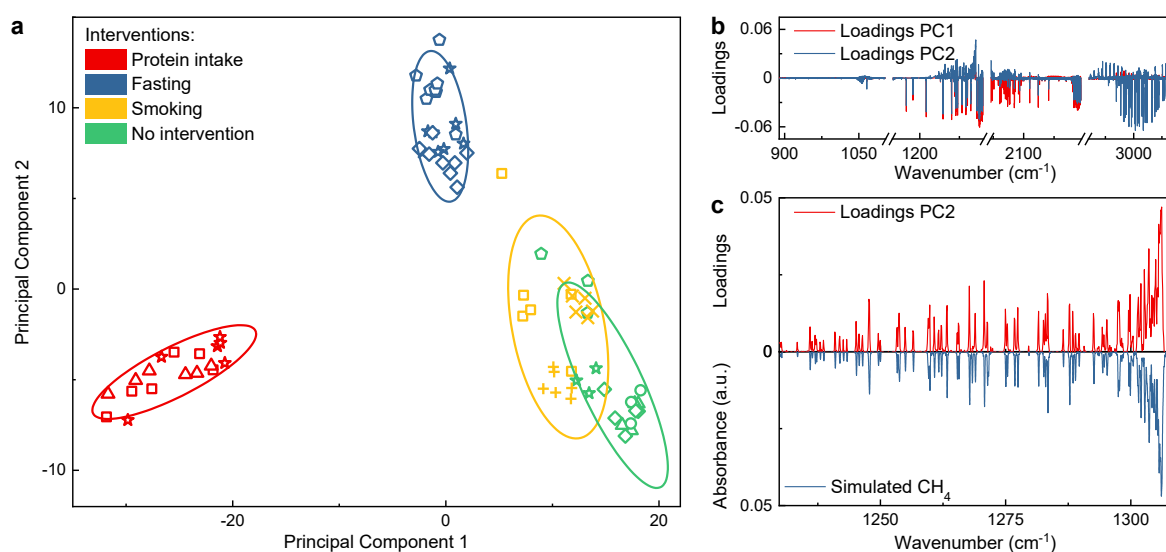 a
Interventions:
Protein intake
Fasting
Smoking
No intervention
Principal Component 2
10
0
-10
-20
0
20
Principal Component 1
b
Loadings PC1
Loadings PC2
Loadings
0.06
0
-0.06
900
1050
1200
2100
3000
Wavenumber (cm⁻¹)
c
Loadings PC2
Loadings
Absorbance (a.u.)
0.05
0
0.05
Simulated CH₄
1250
1275
1300
Wavenumber (cm⁻¹)